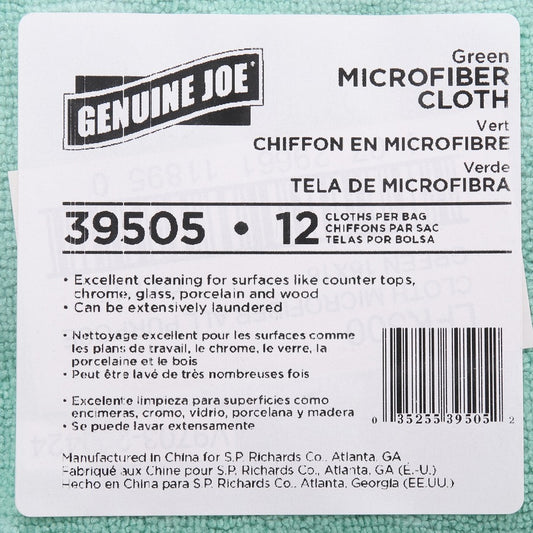 GENUINE JOE
Green
MICROFIBER
CLOTH
Vert
CHIFFON EN MICROFIBRE
Verde
TELA DE MICROFIBRA
39505 • 12 CLOTHS PER BAG
CHIFFONS PAR SAC
TELAS POR BOLSA
• Excellent cleaning for surfaces like counter tops,
chrome, glass, porcelain and wood
• Can be extensively laundered
• Nettoyage excellent pour les surfaces comme
les plans de travail, le chrome, le verre, la
porcelaine et le bois
• Peut être lavé de très nombreuses fois
• Excelente limpieza para superficies como
encimeras, cromo, vidrio, porcelana y madera
• Se puede lavar extensamente
0 35255 39505 2
Manufactured in China for S.P. Richards Co., Atlanta, GA
Fabriqué aux Chine pour S.P. Richards Co., Atlanta, GA (É.-U.)
Hecho en China para S.P. Richards Co., Atlanta, Georgia (EE.UU.)